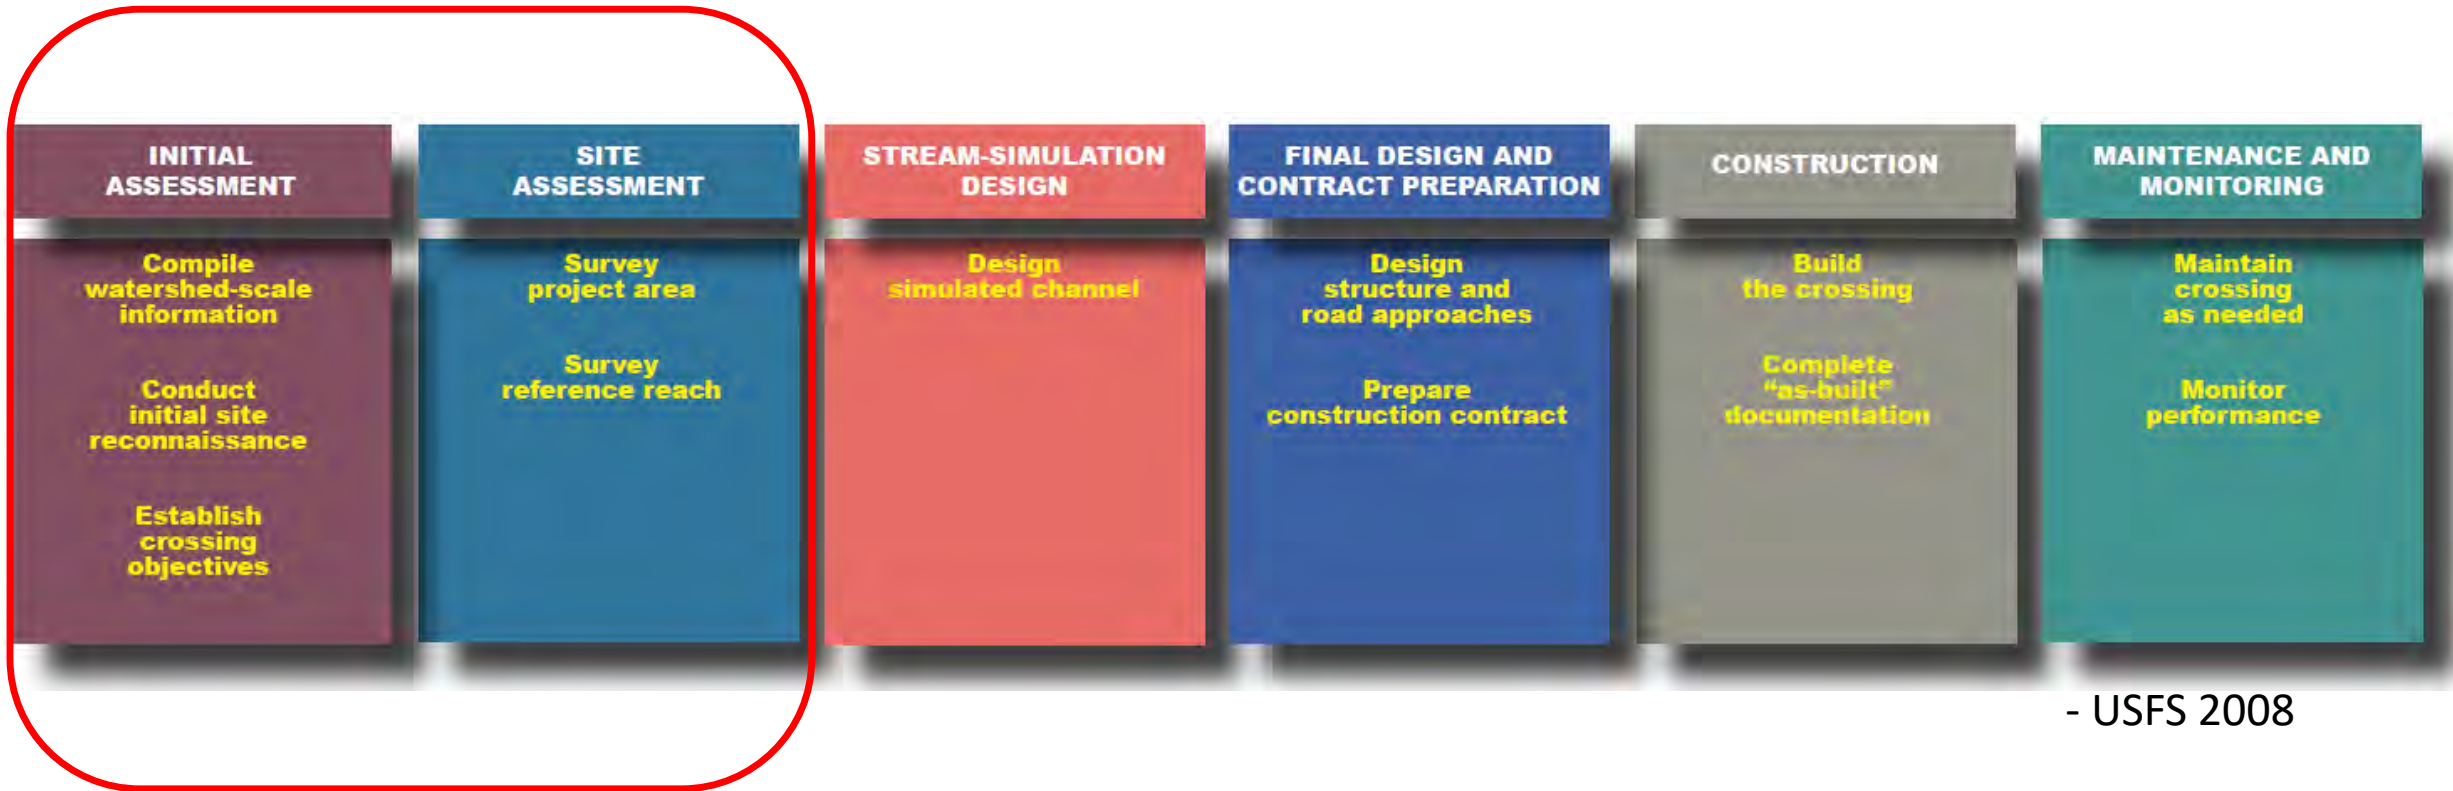 INITIAL
ASSESSMENT
Compile
watershed-scale
information
Conduct
initial site
reconnaissance
Establish
crossing
objectives
SITE
ASSESSMENT
Survey
project area
Survey
reference reach
STREAM-SIMULATION
DESIGN
Design
simulated channel
FINAL DESIGN AND
CONTRACT PREPARATION
Design
structure and
road approaches
Prepare
construction contract
CONSTRUCTION
Build
the crossing
Complete
“as-built”
documentation
MAINTENANCE AND
MONITORING
Maintain
crossing
as needed
Monitor
performance
- USFS 2008